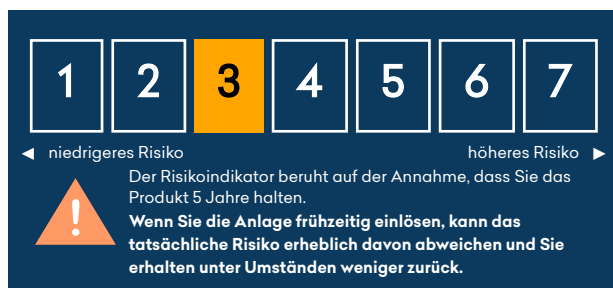 1 2 3 4 5 6 7
◄ niedrigeres Risiko höheres Risiko ►
Der Risikoindikator beruht auf der Annahme, dass Sie das
Produkt 5 Jahre halten.
Wenn Sie die Anlage frühzeitig einlösen, kann das
tatsächliche Risiko erheblich davon abweichen und Sie
erhalten unter Umständen weniger zurück.
!